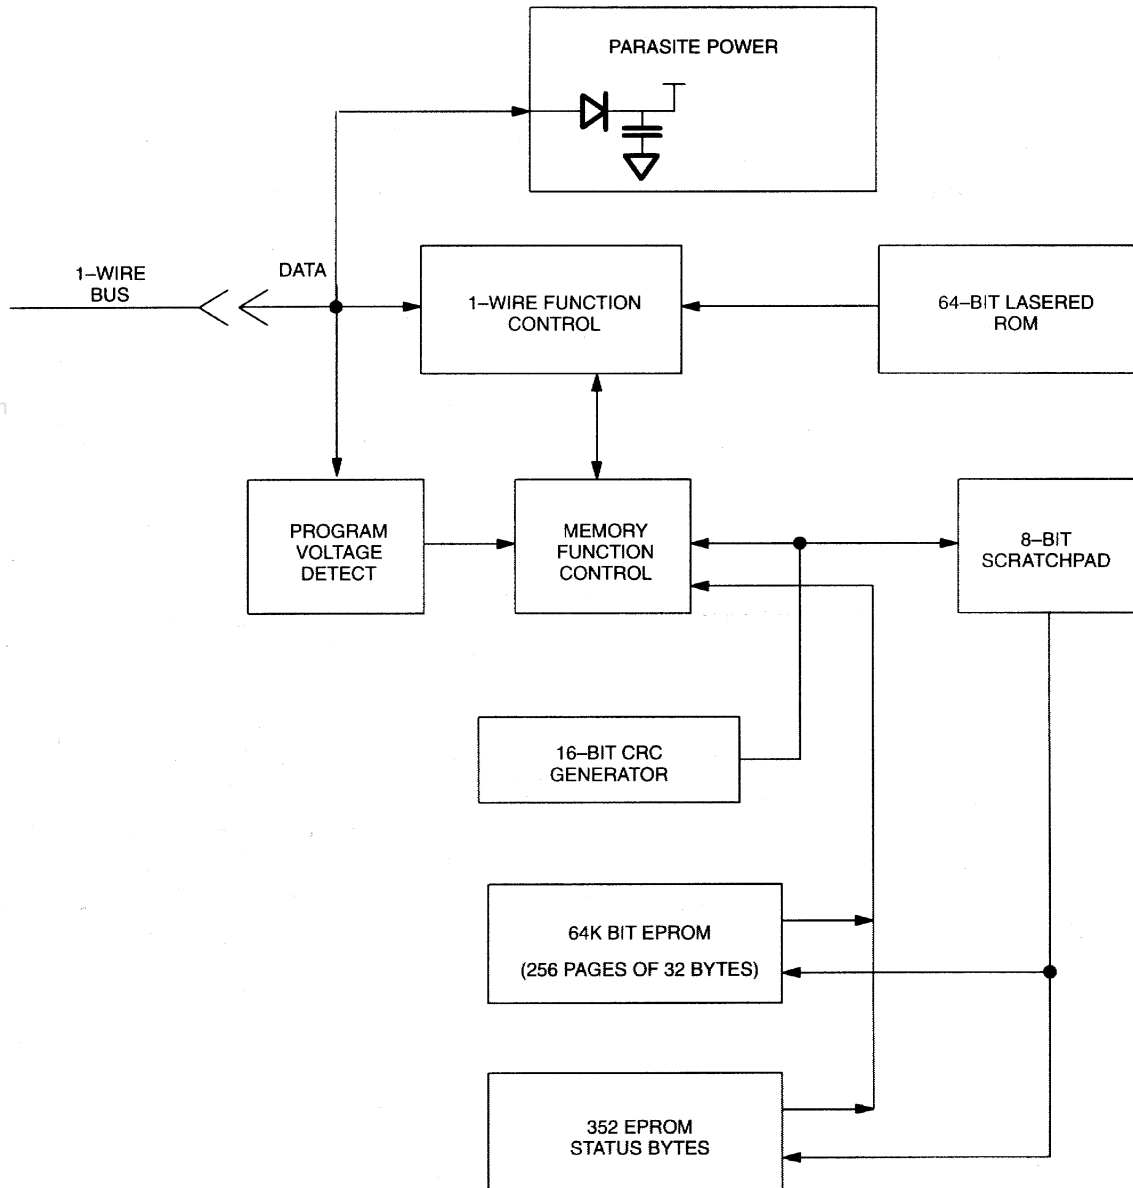 PARASITE POWER
1–WIRE
BUS
DATA
1–WIRE FUNCTION
CONTROL
64–BIT LASERED
ROM
PROGRAM
VOLTAGE
DETECT
MEMORY
FUNCTION
CONTROL
8–BIT
SCRATCHPAD
16–BIT CRC
GENERATOR
64K BIT EPROM
(256 PAGES OF 32 BYTES)
352 EPROM
STATUS BYTES